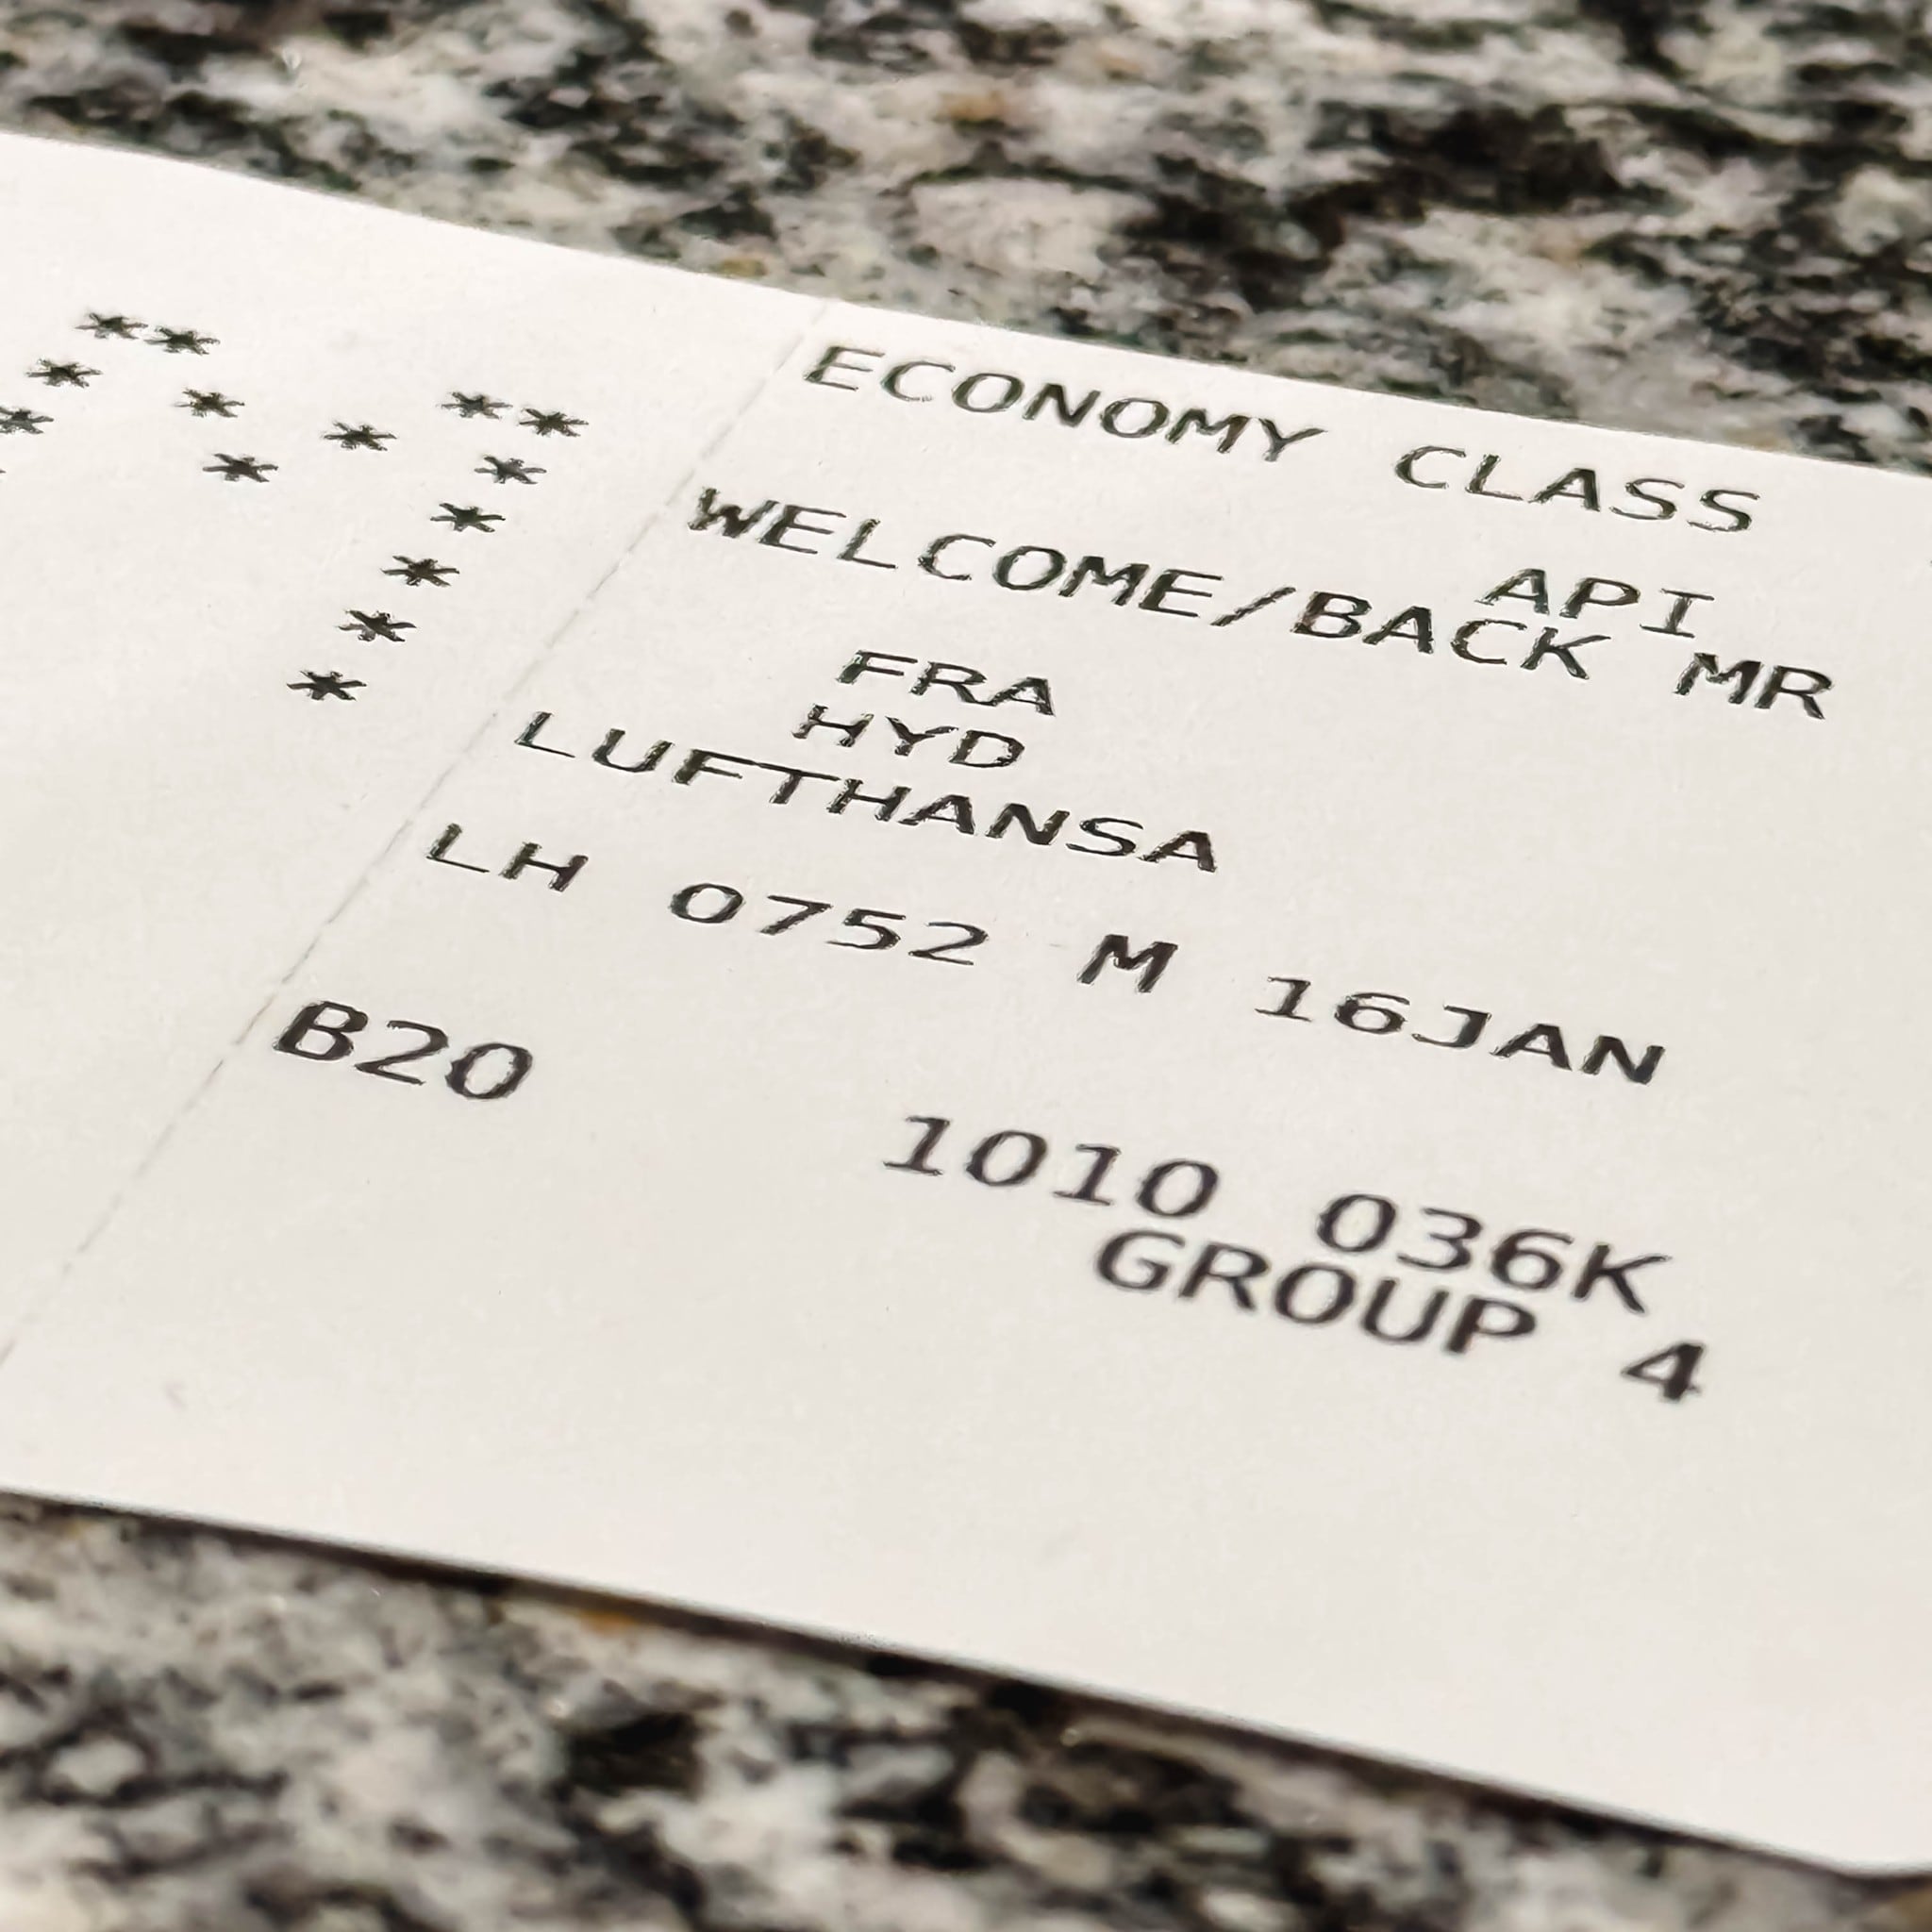 ECONOMY CLASS
API
WELCOME/BACK MR
FRA
HYD
LUFTHANSA
LH 0752 M 16JAN
B20 1010 036K
GROUP 4